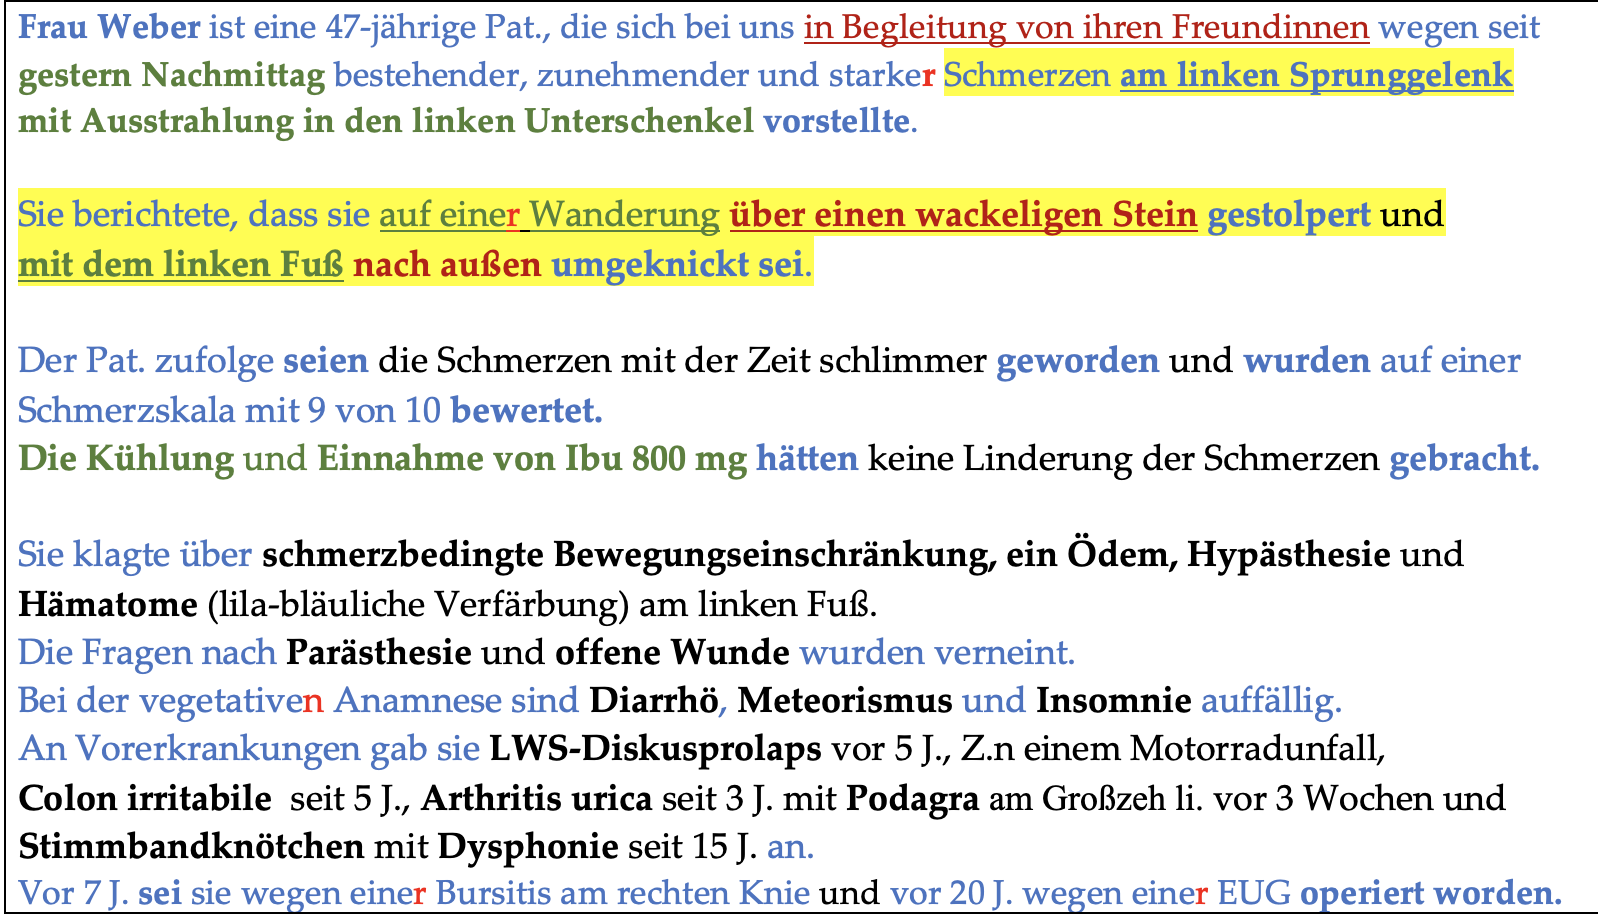 Frau Weber ist eine 47-jährige Pat., die sich bei uns in Begleitung von ihren Freundinnen wegen seit
gestern Nachmittag bestehender, zunehmender und starker Schmerzen am linken Sprunggelenk
mit Ausstrahlung in den linken Unterschenkel vorstellte.
Sie berichtete, dass sie auf einer Wanderung über einen wackeligen Stein gestolpert und
mit dem linken Fuß nach außen umgeknickt sei.
Der Pat. zufolge seien die Schmerzen mit der Zeit schlimmer geworden und wurden auf einer
Schmerzskala mit 9 von 10 bewertet.
Die Kühlung und Einnahme von Ibu 800 mg hätten keine Linderung der Schmerzen gebracht.
Sie klagte über schmerzbedingte Bewegungseinschränkung, ein Ödem, Hypästhesie und
Hämatome (lila-bläuliche Verfärbung) am linken Fuß.
Die Fragen nach Parästhesie und offene Wunde wurden verneint.
Bei der vegetativen Anamnese sind Diarrhö, Meteorismus und Insomnie auffällig.
An Vorerkrankungen gab sie LWS-Diskusprolaps vor 5 J., Z.n einem Motorradunfall,
Colon irritabile seit 5 J., Arthritis urica seit 3 J. mit Podagra am Großzeh li. vor 3 Wochen und
Stimmbandknötchen mit Dysphonie seit 15 J. an.
Vor 7 J. sei sie wegen einer Bursitis am rechten Knie und vor 20 J. wegen einer EUG operiert worden.